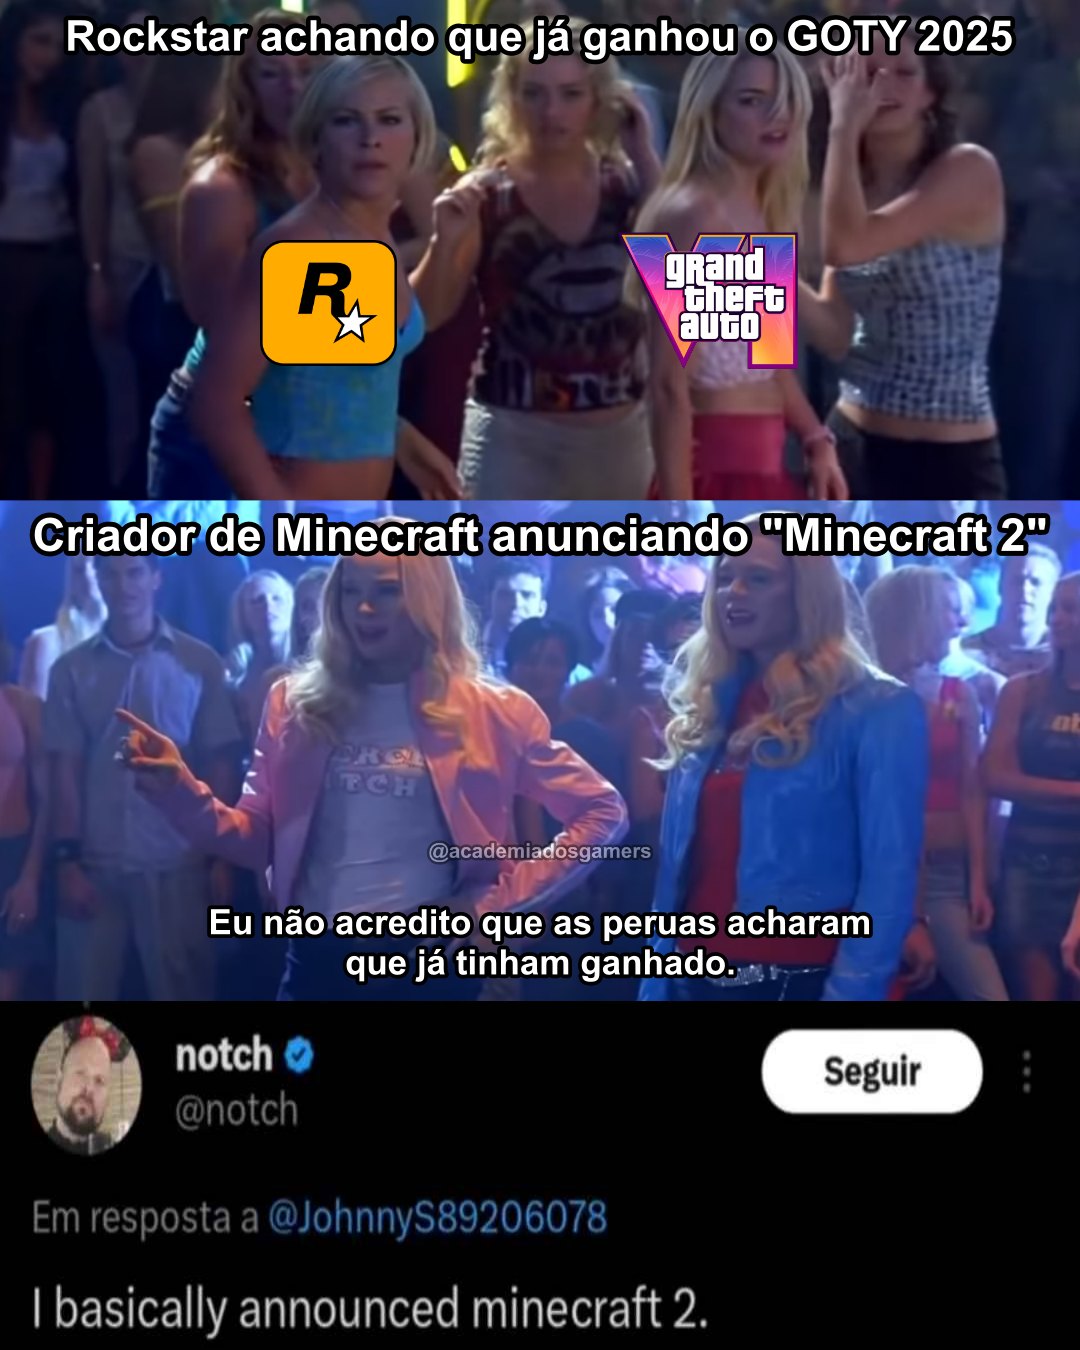 Rockstar achando que já ganhou o GOTY 2025
R
VI
grand
theft
auto
Criador de Minecraft anunciando "Minecraft 2"
@academiadosgamers
Eu não acredito que as peruas acharam
que já tinham ganhado.
notch
@notch
Seguir
Em resposta a @JohnnyS89206078
I basically announced minecraft 2.